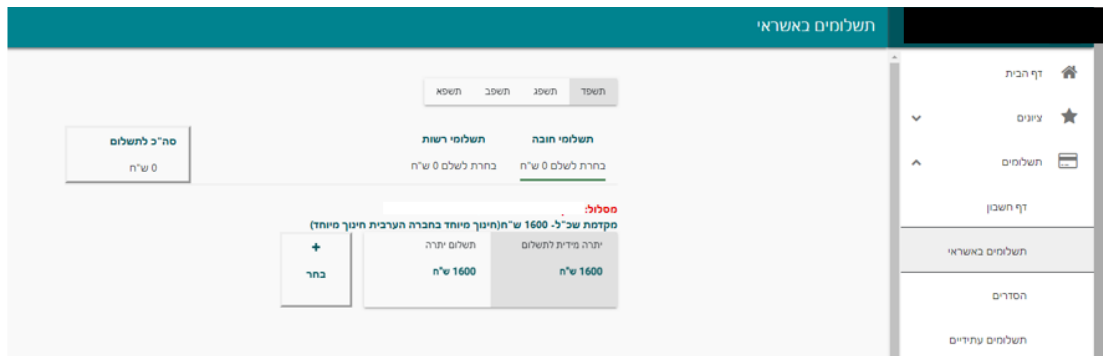 תשלומים באשראי
דף הבית
ציונים
תשלומים
דף חשבון
תשלומים באשראי
הסדרים
תשלומים עתידיים
תשפד תשפג תשפב תשפא
תשלומי חובה
בחרת לשלם 0 ש"ח
תשלומי רשות
בחרת לשלם 0 ש"ח
סה"כ לתשלום
0 ש"ח
מסלול:
מקדמת שכ"ל- 1600 ש"ח(חינוך מיוחד בחברה הערבית חינוך מיוחד)
יתרה מידית לתשלום
1600 ש"ח
תשלום יתרה
1600 ש"ח
+
בחר